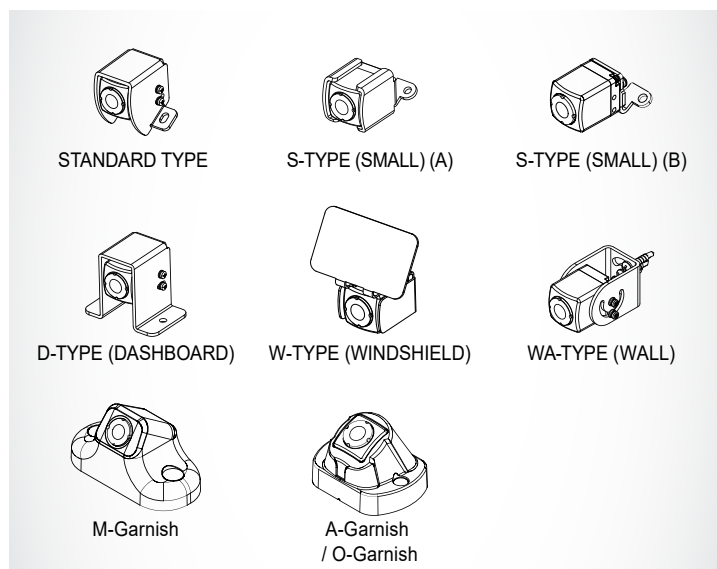 STANDARD TYPE
S-TYPE (SMALL) (A)
S-TYPE (SMALL) (B)
D-TYPE (DASHBOARD)
W-TYPE (WINDSHIELD)
WA-TYPE (WALL)
M-Garnish
A-Garnish
/ O-Garnish